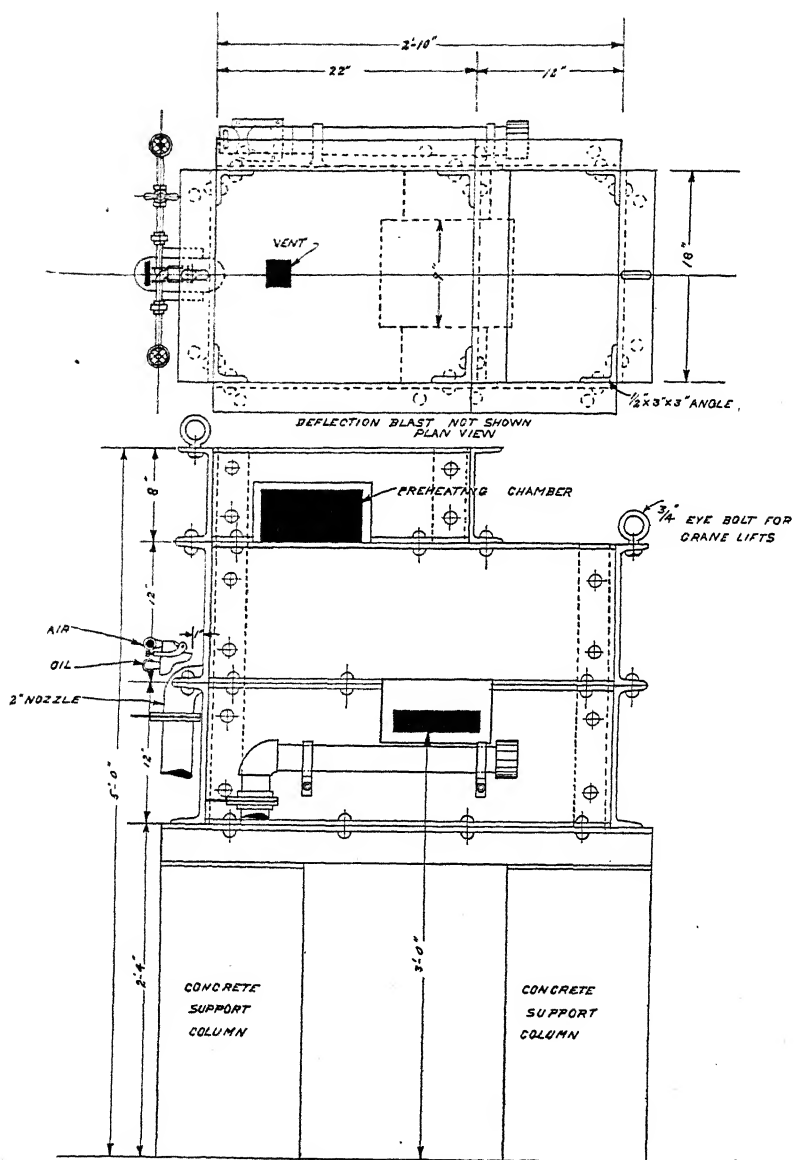 2'-10"
22"
12"
VENT
9"
18"
1/2"x3"x3" ANGLE.
DEFLECTION BLAST NOT SHOWN
PLAN VIEW
8"
PREHEATING CHAMBER
3/4" EYE BOLT FOR
CRANE LIFTS
12"
1"
AIR
OIL
2" NOZZLE
12"
5'-0"
2'-4"
3'-0"
CONCRETE
SUPPORT
COLUMN
CONCRETE
SUPPORT
COLUMN